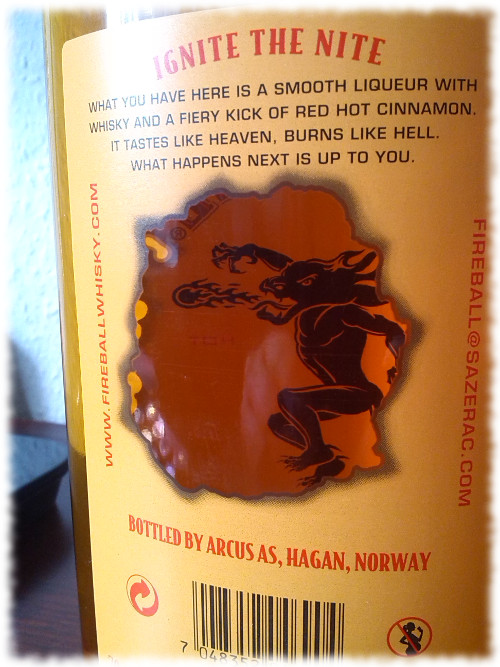 IGNITE THE NITE
WHAT YOU HAVE HERE IS A SMOOTH LIQUEUR WITH
WHISKY AND A FIERY KICK OF RED HOT CINNAMON.
IT TASTES LIKE HEAVEN, BURNS LIKE HELL.
WHAT HAPPENS NEXT IS UP TO YOU.
WWW.FIREBALLWHISKY.COM
FIREBALL@SAZERAC.COM
BOTTLED BY ARCUS AS, HAGAN, NORWAY
7 04835